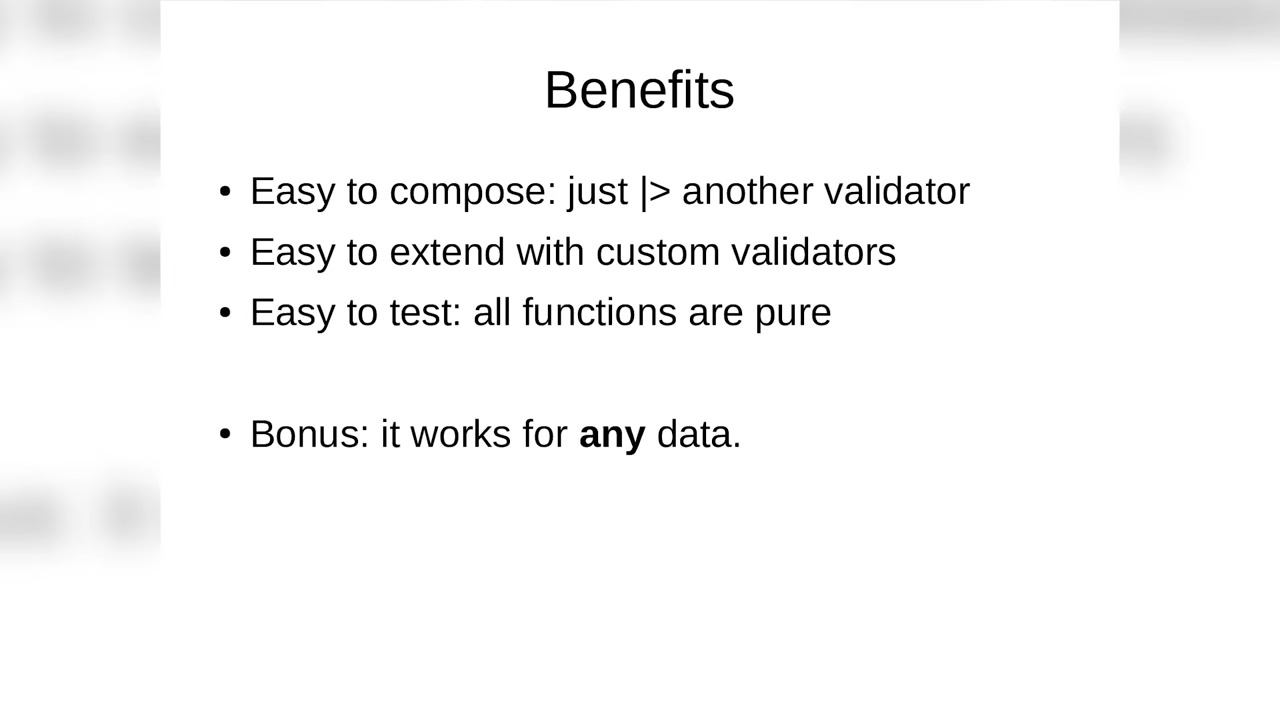 Benefits
• Easy to compose: just |> another validator
• Easy to extend with custom validators
• Easy to test: all functions are pure
• Bonus: it works for any data.